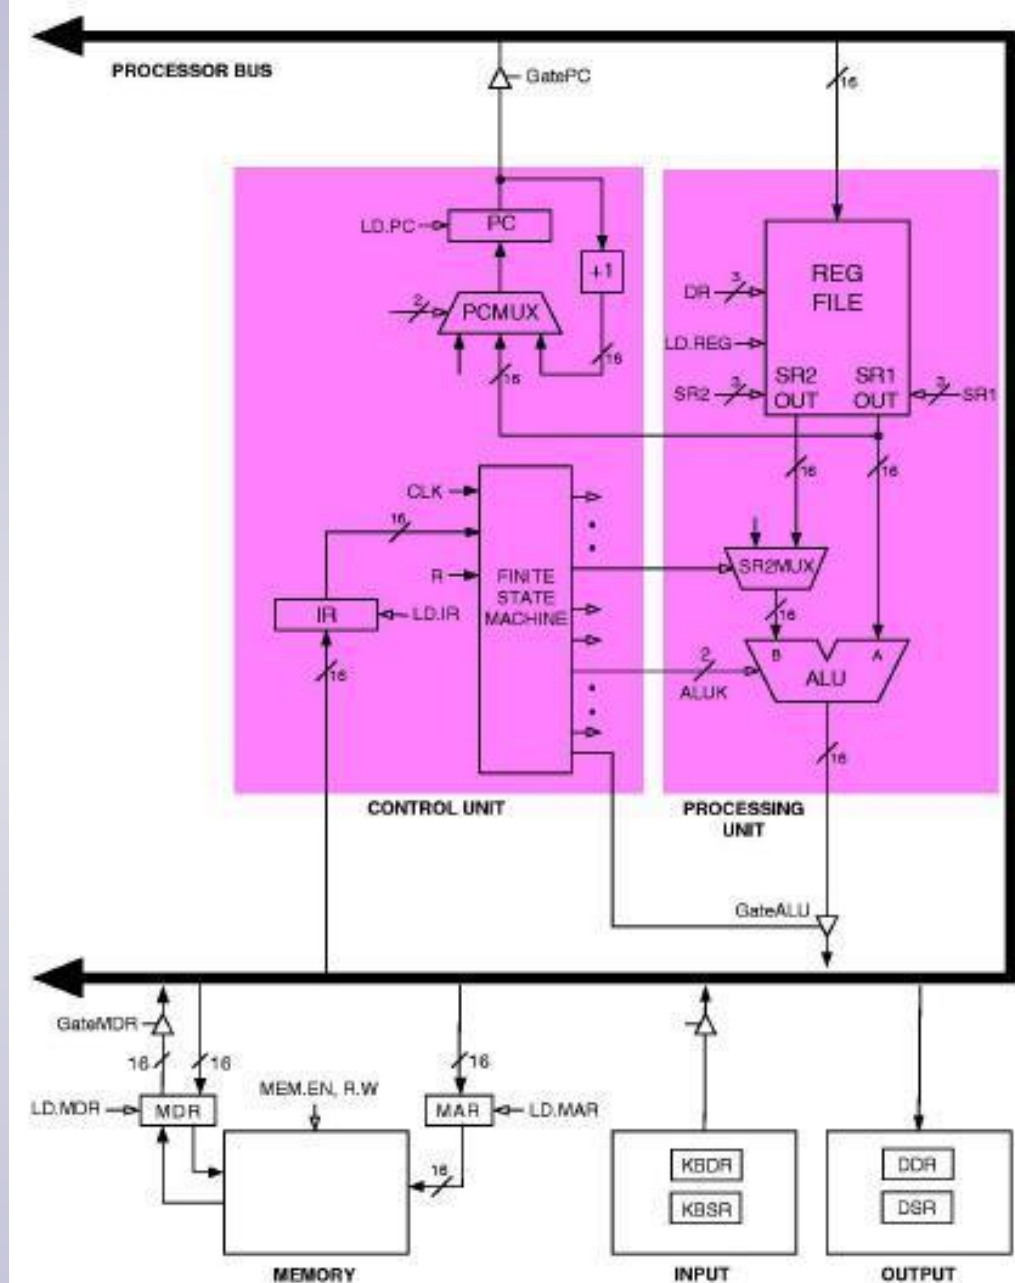 PROCESSOR BUS
GatePC
16
LD.PC
PC
+1
2
PCMUX
16
16
REG
FILE
DR
3
LD.REG
SR2
3
SR2
OUT
SR1
OUT
3
SR1
16
16
CLK
16
R
FINITE
STATE
MACHINE
IR
LD.IR
16
SR2MUX
16
B
A
ALU
2
ALUK
16
CONTROL UNIT
PROCESSING
UNIT
GateALU
GateMDR
16
16
16
LD.MDR
MDR
MEM.EN, R.W
MAR
LD.MAR
16
KBDR
KBSR
DDR
DSR
MEMORY
INPUT
OUTPUT